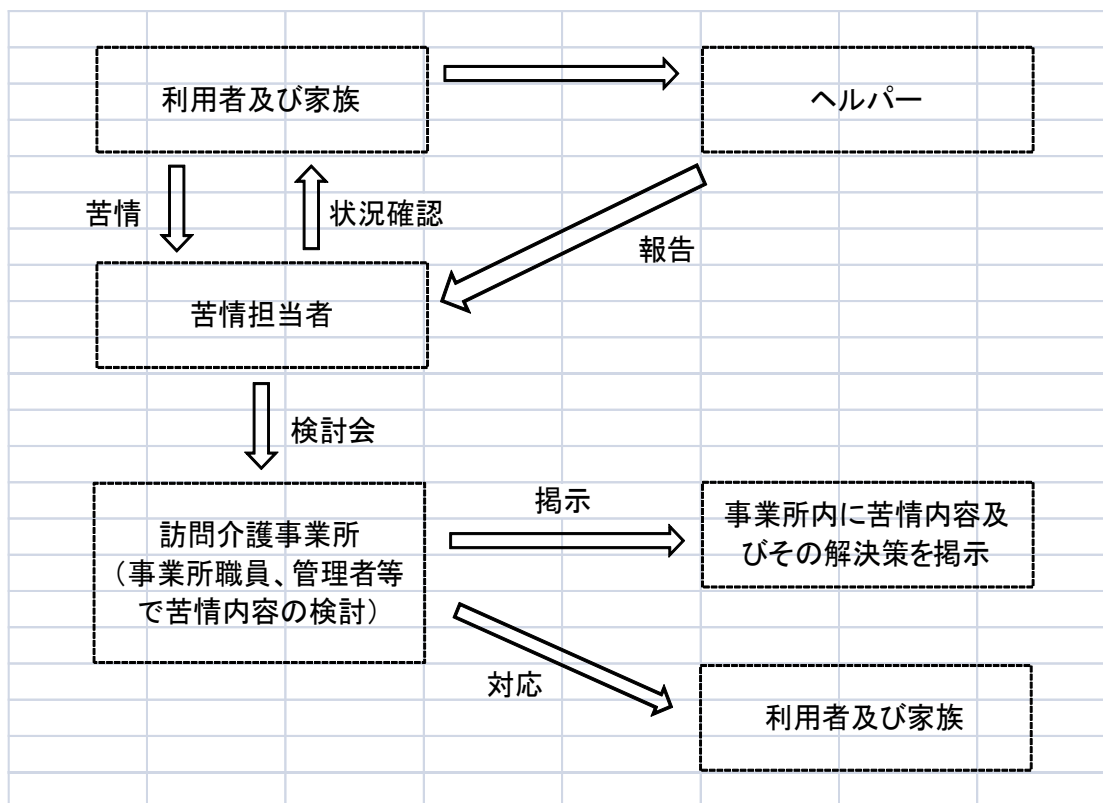 利用者及び家族
ヘルパー
苦情
状況確認
報告
苦情担当者
検討会
訪問介護事業所
（事業所職員、管理者等
で苦情内容の検討）
掲示
事業所内に苦情内容及
びその解決策を掲示
対応
利用者及び家族